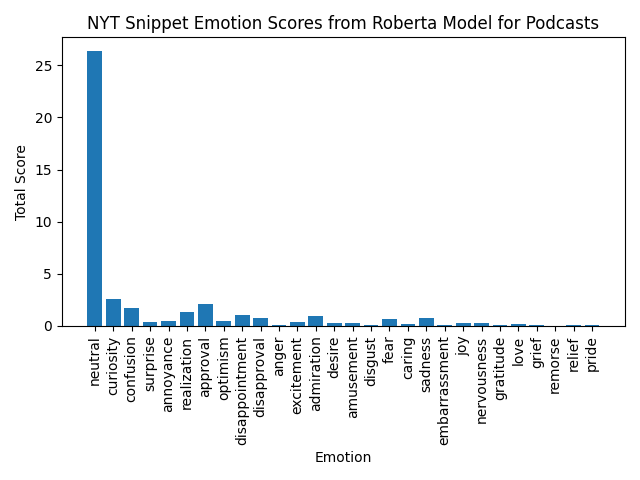 NYT Snippet Emotion Scores from Roberta Model for Podcasts
Total Score
25
20
15
10
5
0
neutral
curiosity
confusion
surprise
annoyance
realization
approval
optimism
disappointment
disapproval
anger
excitement
admiration
desire
amusement
disgust
fear
caring
sadness
embarrassment
joy
nervousness
gratitude
love
grief
remorse
relief
pride
Emotion